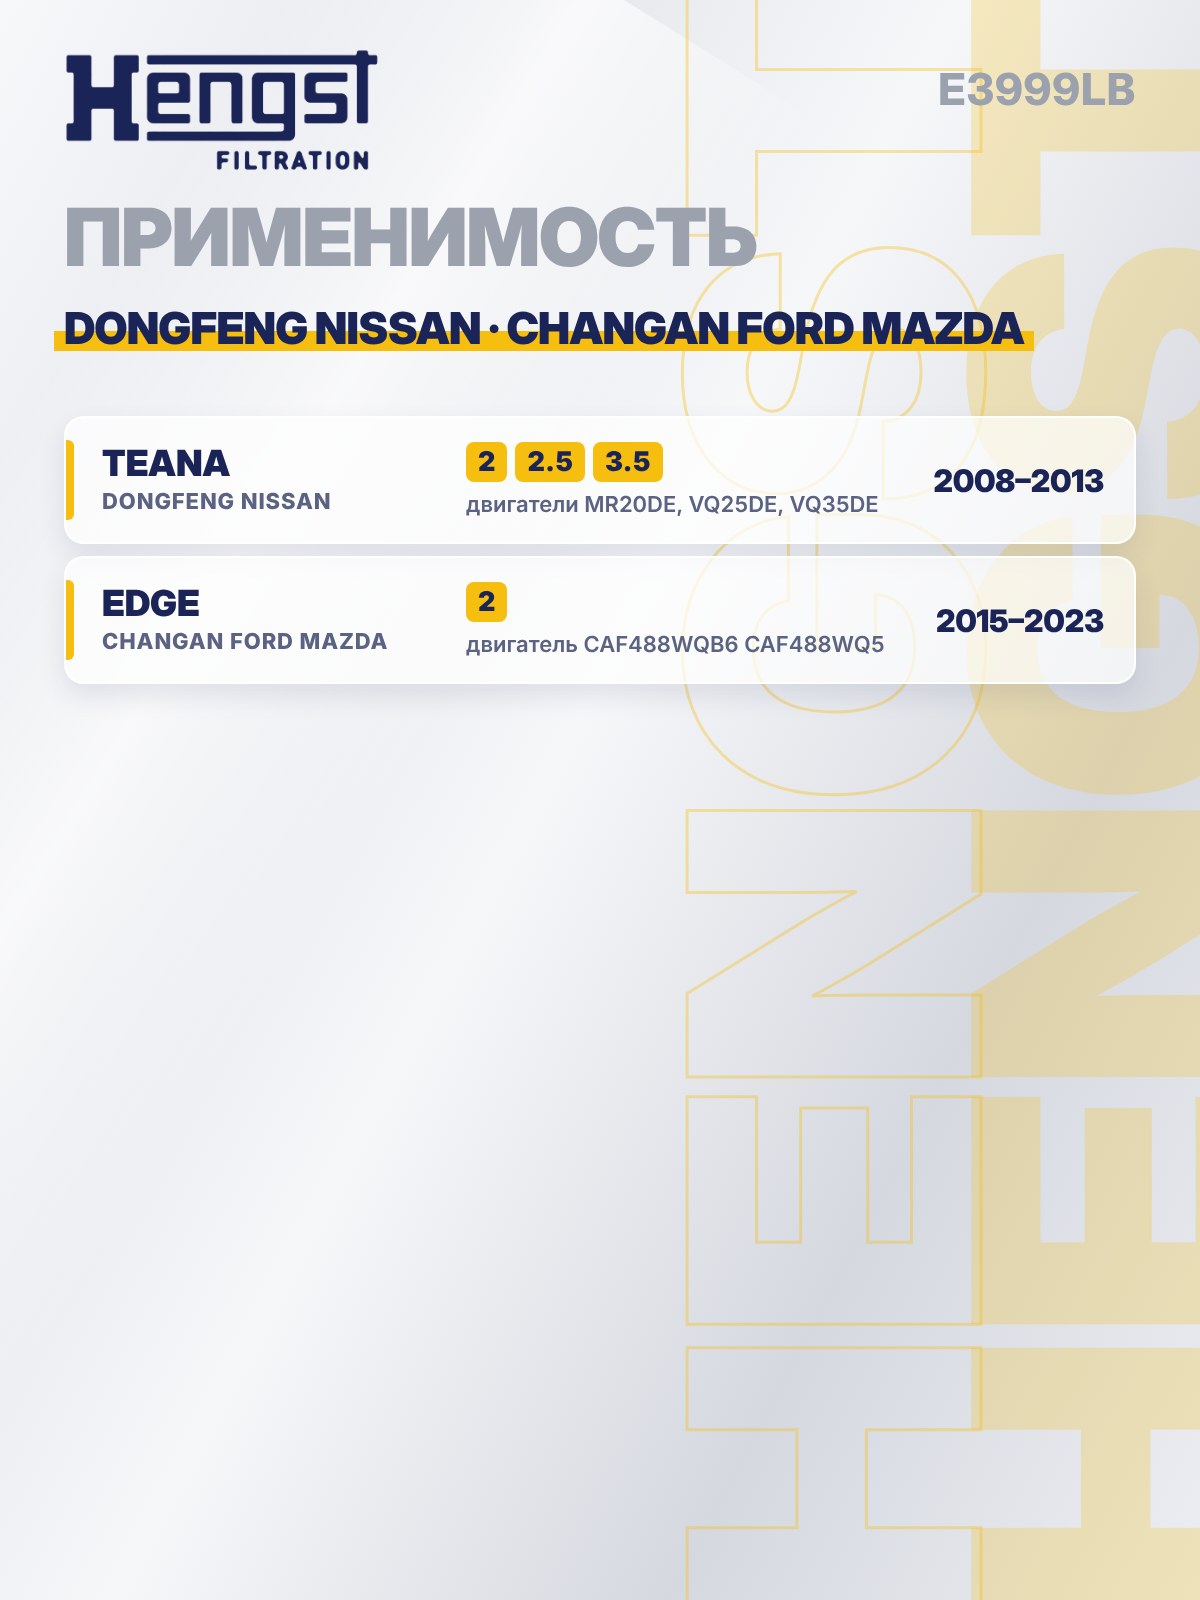 Hengst
FILTRATION
E3999LB
ПРИМЕНИМОСТЬ
DONGFENG NISSAN · CHANGAN FORD MAZDA
TEANA
DONGFENG NISSAN
2 2.5 3.5
двигатели MR20DE, VQ25DE, VQ35DE
2008–2013
EDGE
CHANGAN FORD MAZDA
2
двигатель CAF488WQB6 CAF488WQ5
2015–2023
HENGST
HENGST